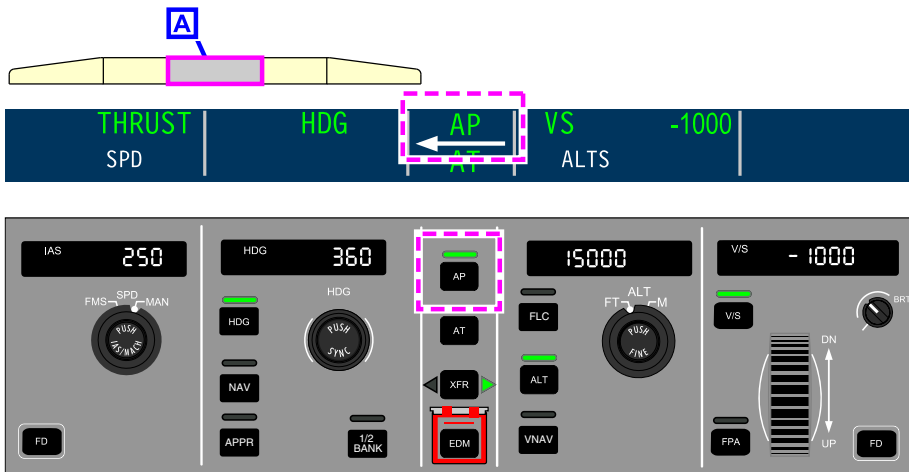 A
THRUST HDG AP VS -1000
SPD AT ALTS
IAS 250 HDG 360 15000 V/S - 1000
AP
FMS SPD MAN HDG FT ALT M BRT
PUSH IAS/MACH
PUSH SYNC
PUSH FINE
HDG AT FLC V/S
DN
NAV XFR ALT
FD APPR 1/2 BANK EDM VNAV FPA UP FD